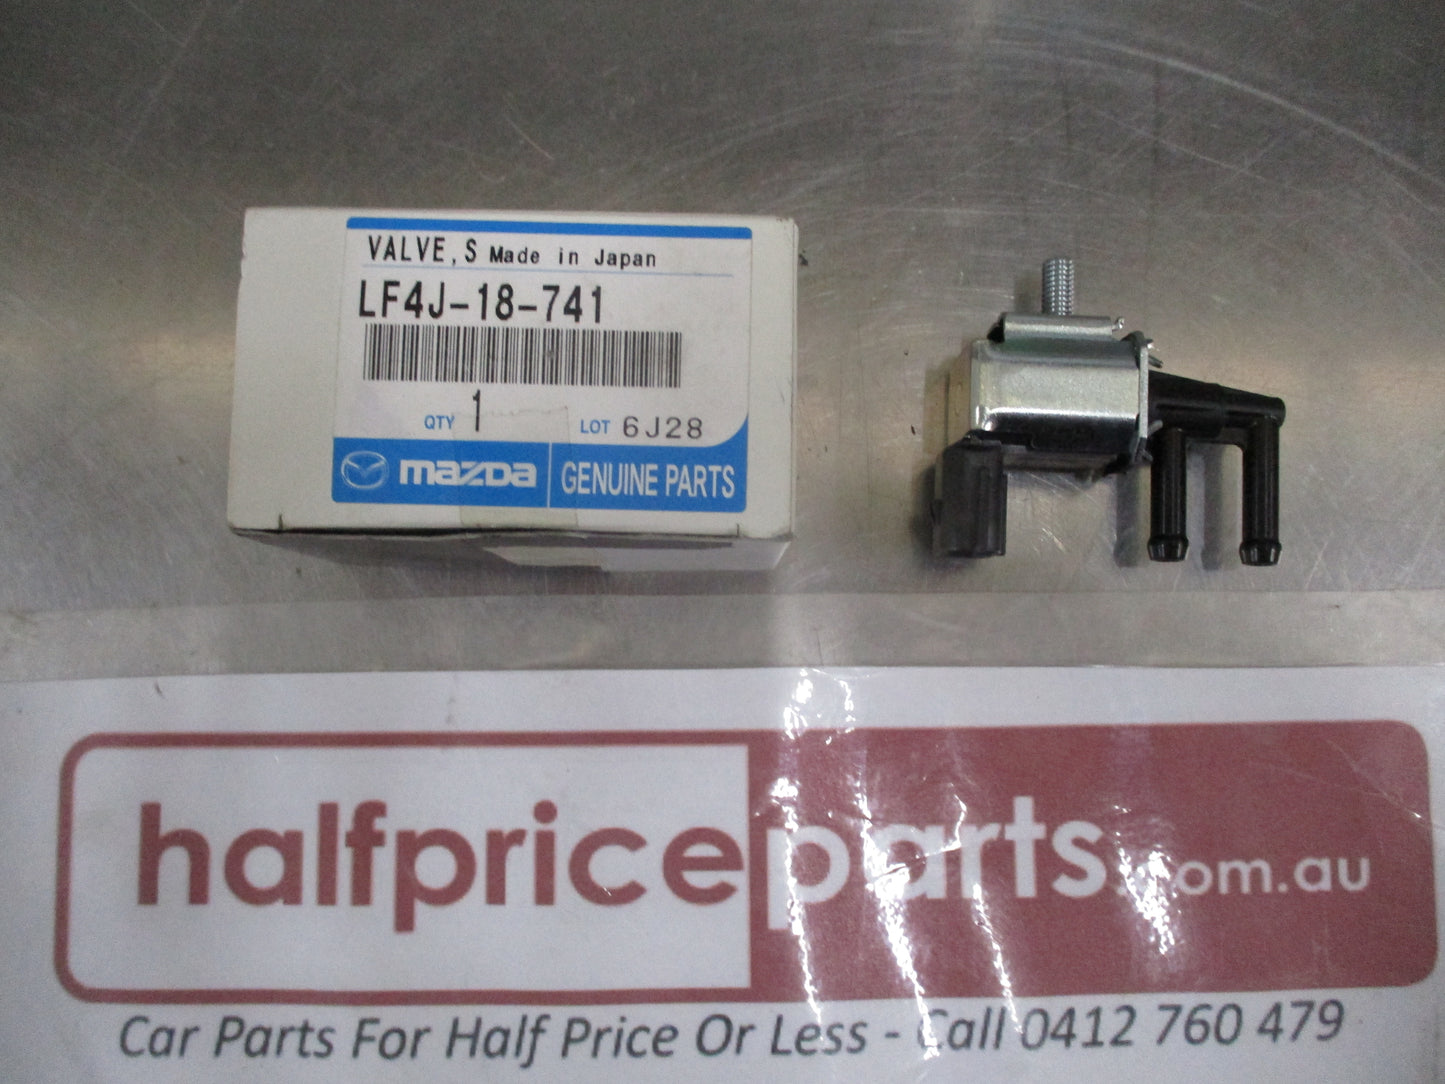 VALVE, S Made in Japan
LF4J-18-741
QTY 1 LOT 6J28
mazda GENUINE PARTS
halfpriceparts.com.au
Car Parts For Half Price Or Less - Call 0412 760 479